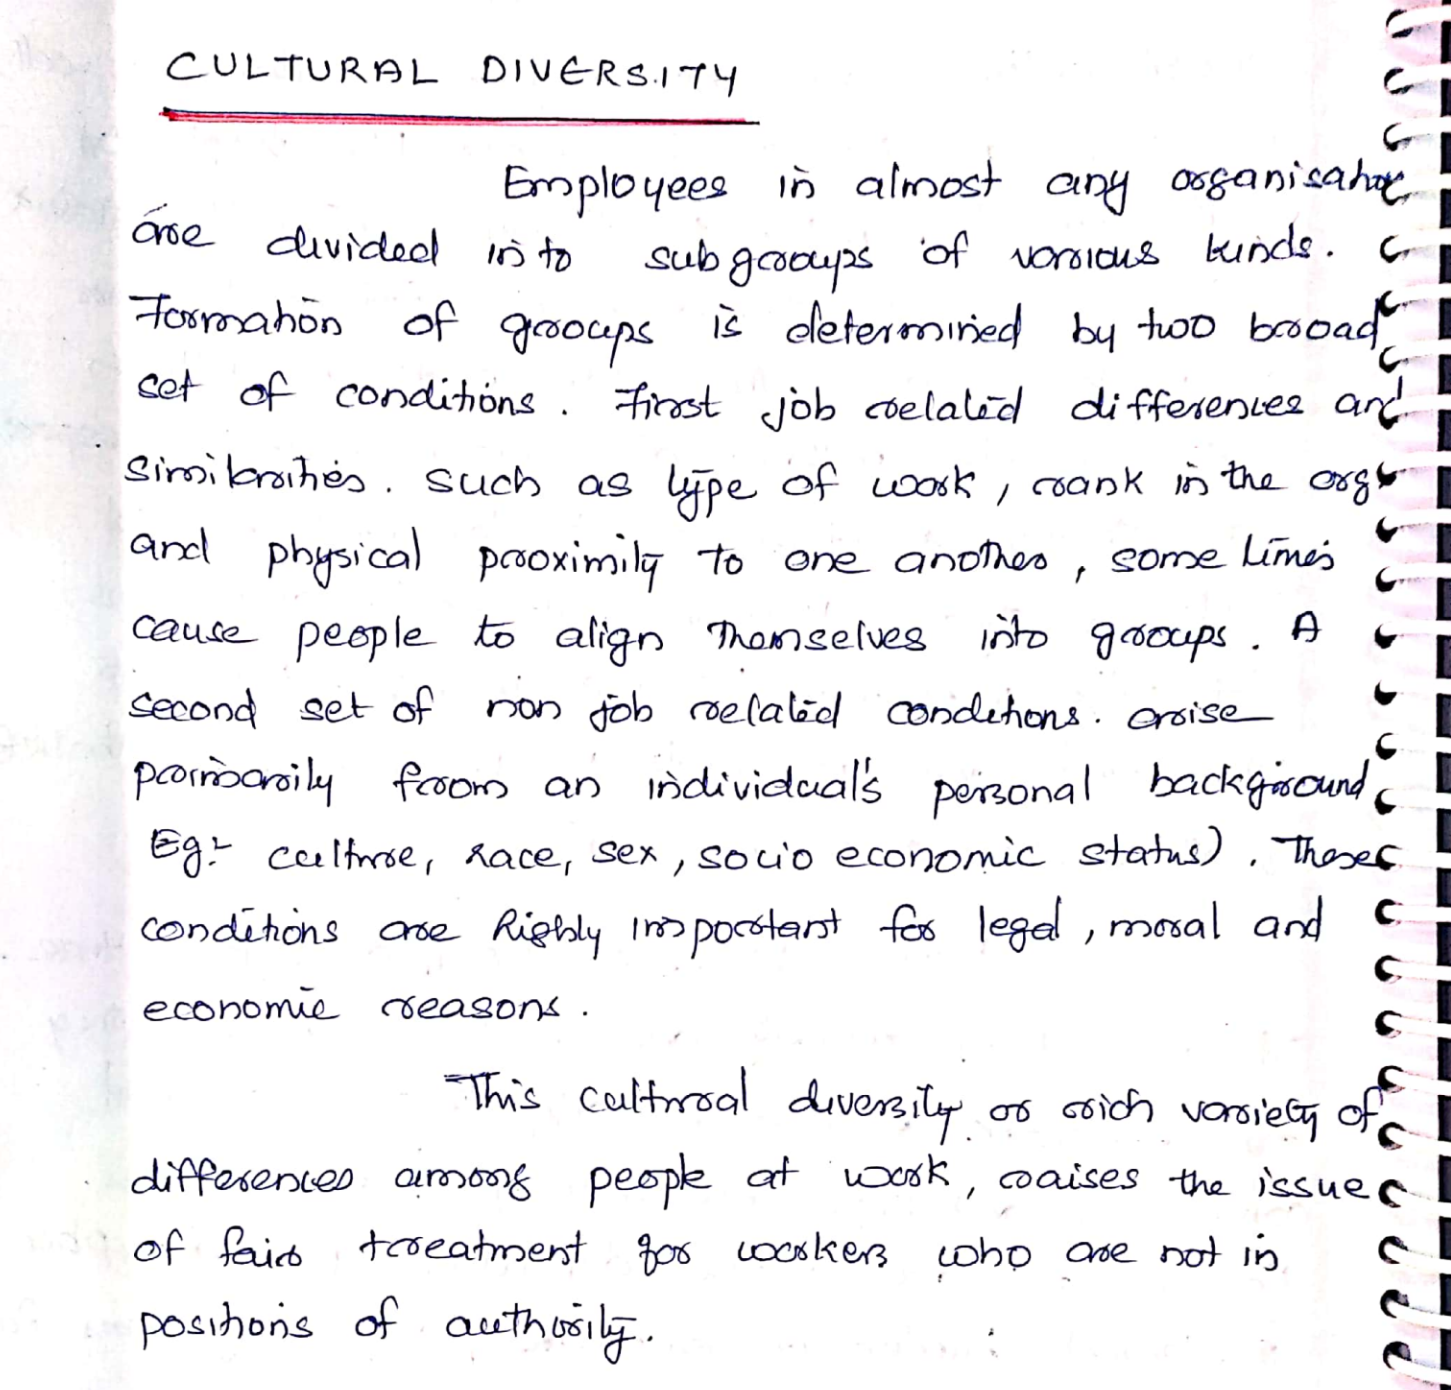 CULTURAL DIVERSITY
Employees in almost any organisation
are divided into subgroups of various kinds.
Formation of groups is determined by two broad
set of conditions. First job related differences and
similarities. such as type of work, rank in the org
and physical proximity to one another, some times
cause people to align themselves into groups. A
second set of non job related conditions. arise
primarily from an individual's personal background
Eg:- culture, race, sex, socio economic status). These
conditions are highly important for legal, moral and
economic reasons.
This cultural diversity or rich variety of
differences among people at work, raises the issue
of fair treatment for workers who are not in
positions of authority.